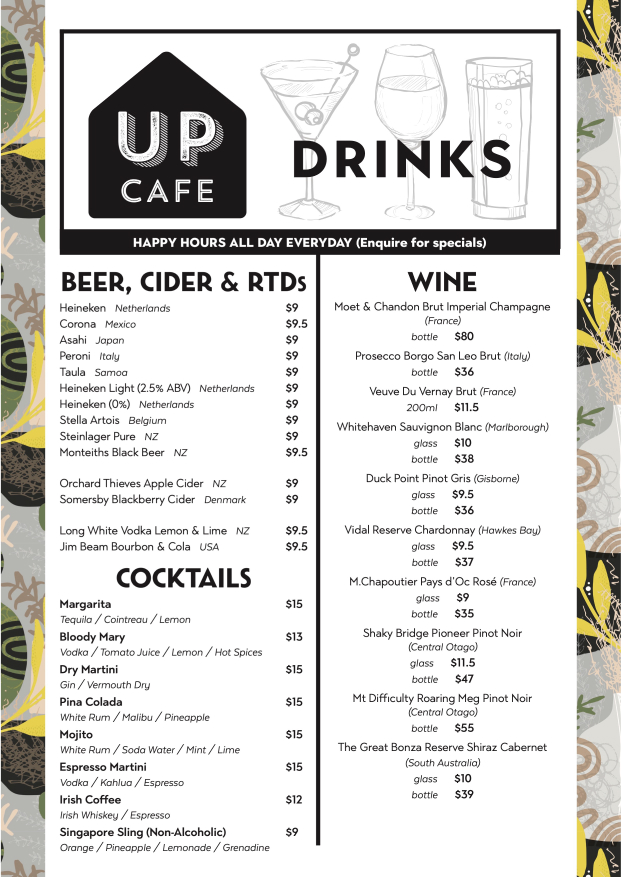 UP
CAFE
DRINKS
HAPPY HOURS ALL DAY EVERYDAY (Enquire for specials)
BEER, CIDER & RTDs
Heineken Netherlands $9
Corona Mexico $9.5
Asahi Japan $9
Peroni Italy $9
Taula Samoa $9
Heineken Light (2.5% ABV) Netherlands $9
Heineken (0%) Netherlands $9
Stella Artois Belgium $9
Steinlager Pure NZ $9
Monteiths Black Beer NZ $9.5
Orchard Thieves Apple Cider NZ $9
Somersby Blackberry Cider Denmark $9
Long White Vodka Lemon & Lime NZ $9.5
Jim Beam Bourbon & Cola USA $9.5
COCKTAILS
Margarita $15
Tequila / Cointreau / Lemon
Bloody Mary $13
Vodka / Tomato Juice / Lemon / Hot Spices
Dry Martini $15
Gin / Vermouth Dry
Pina Colada $15
White Rum / Malibu / Pineapple
Mojito $15
White Rum / Soda Water / Mint / Lime
Espresso Martini $15
Vodka / Kahlua / Espresso
Irish Coffee $12
Irish Whiskey / Espresso
Singapore Sling (Non-Alcoholic) $9
Orange / Pineapple / Lemonade / Grenadine
WINE
Moet & Chandon Brut Imperial Champagne
(France)
bottle $80
Prosecco Borgo San Leo Brut (Italy)
bottle $36
Veuve Du Vernay Brut (France)
200ml $11.5
Whitehaven Sauvignon Blanc (Marlborough)
glass $10
bottle $38
Duck Point Pinot Gris (Gisborne)
glass $9.5
bottle $36
Vidal Reserve Chardonnay (Hawkes Bay)
glass $9.5
bottle $37
M.Chapoutier Pays d'Oc Rosé (France)
glass $9
bottle $35
Shaky Bridge Pioneer Pinot Noir
(Central Otago)
glass $11.5
bottle $47
Mt Difficulty Roaring Meg Pinot Noir
(Central Otago)
bottle $55
The Great Bonza Reserve Shiraz Cabernet
(South Australia)
glass $10
bottle $39